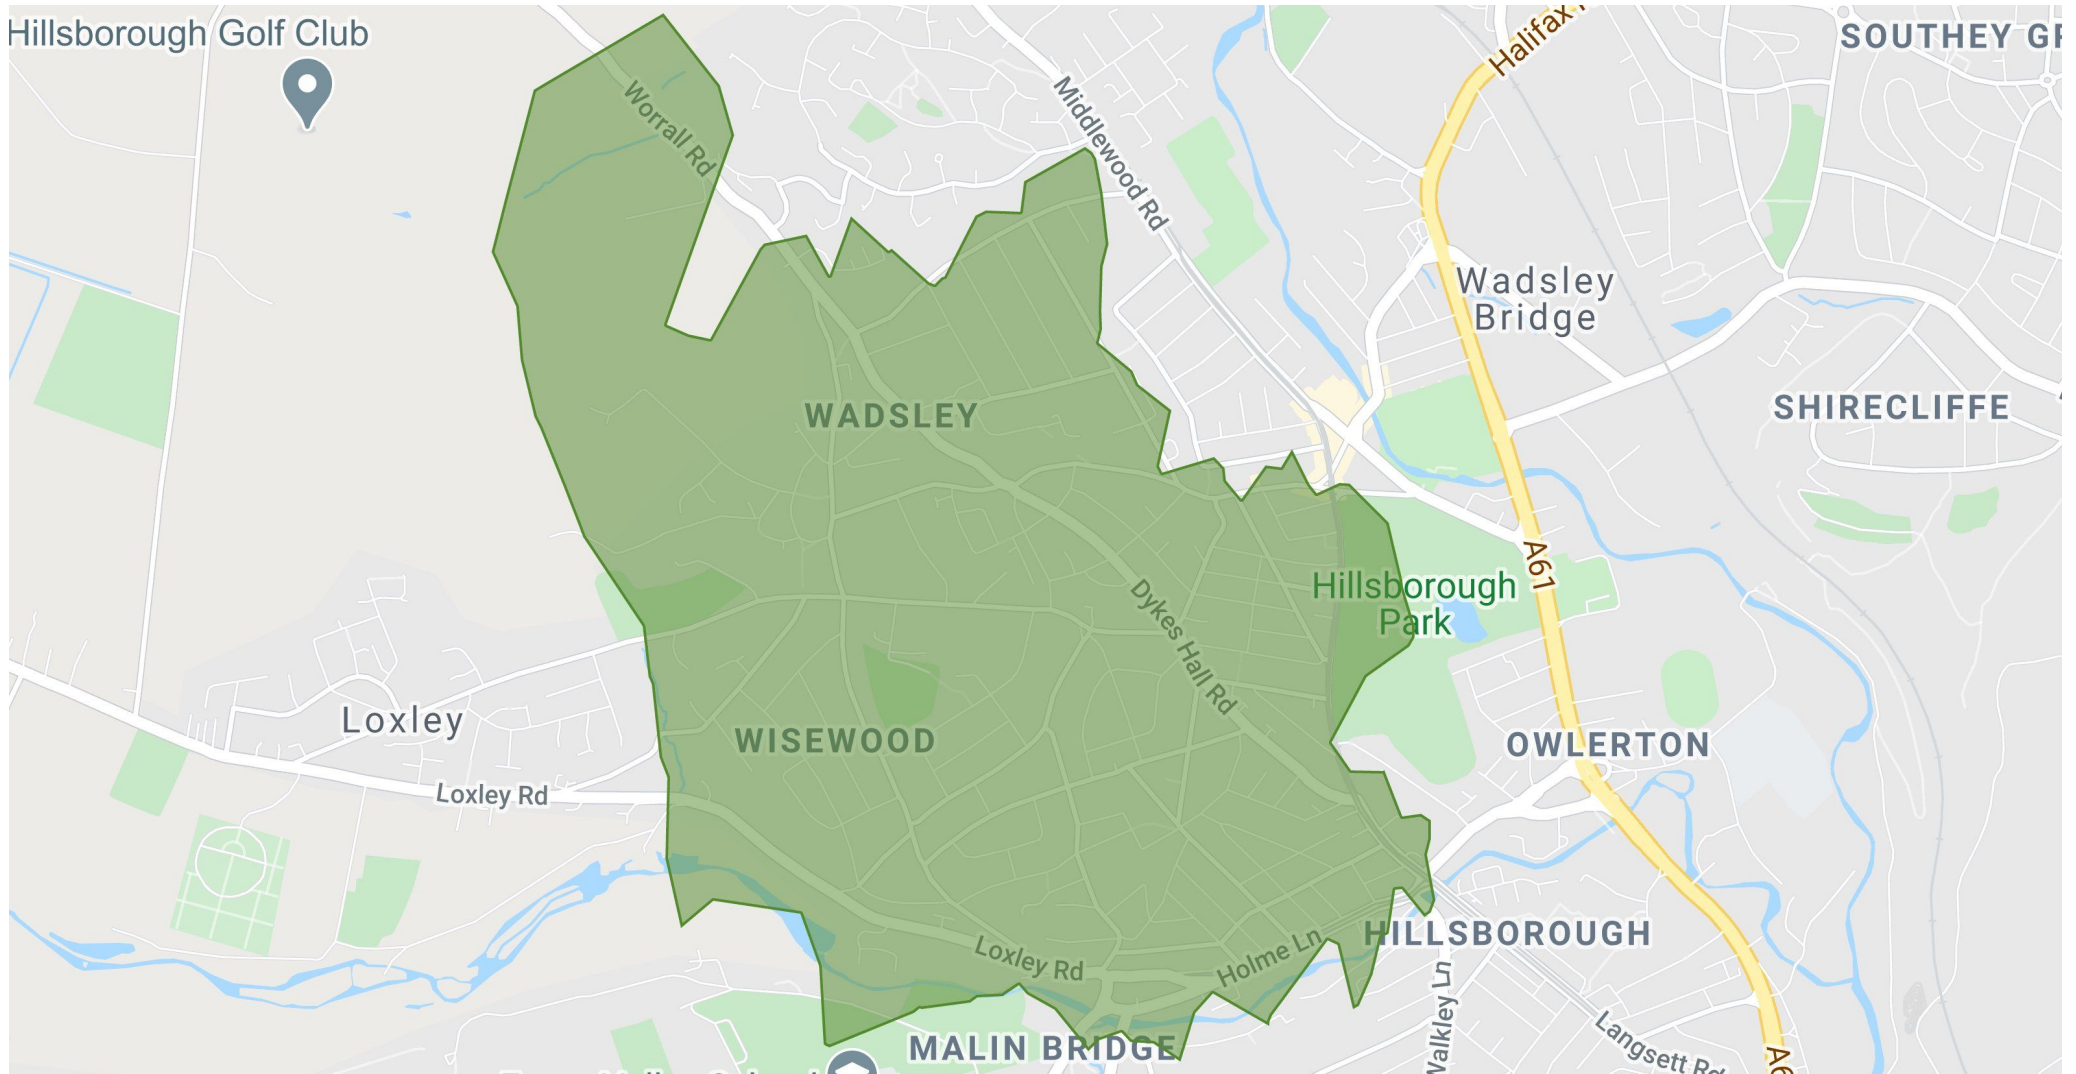 Hillsborough Golf Club
Halifax
SOUTHEY GR
Worrall Rd
Middlewood Rd
Wadsley
Bridge
WADSLEY
SHIRECLIFFE
A61
Hillsborough
Park
Dykes Hall Rd
Loxley
WISEWOOD
OWLERTON
Loxley Rd
HILLSBOROUGH
Loxley Rd
Holme Ln
Walkley Ln
MALIN BRIDGE
Langsett Rd
A6